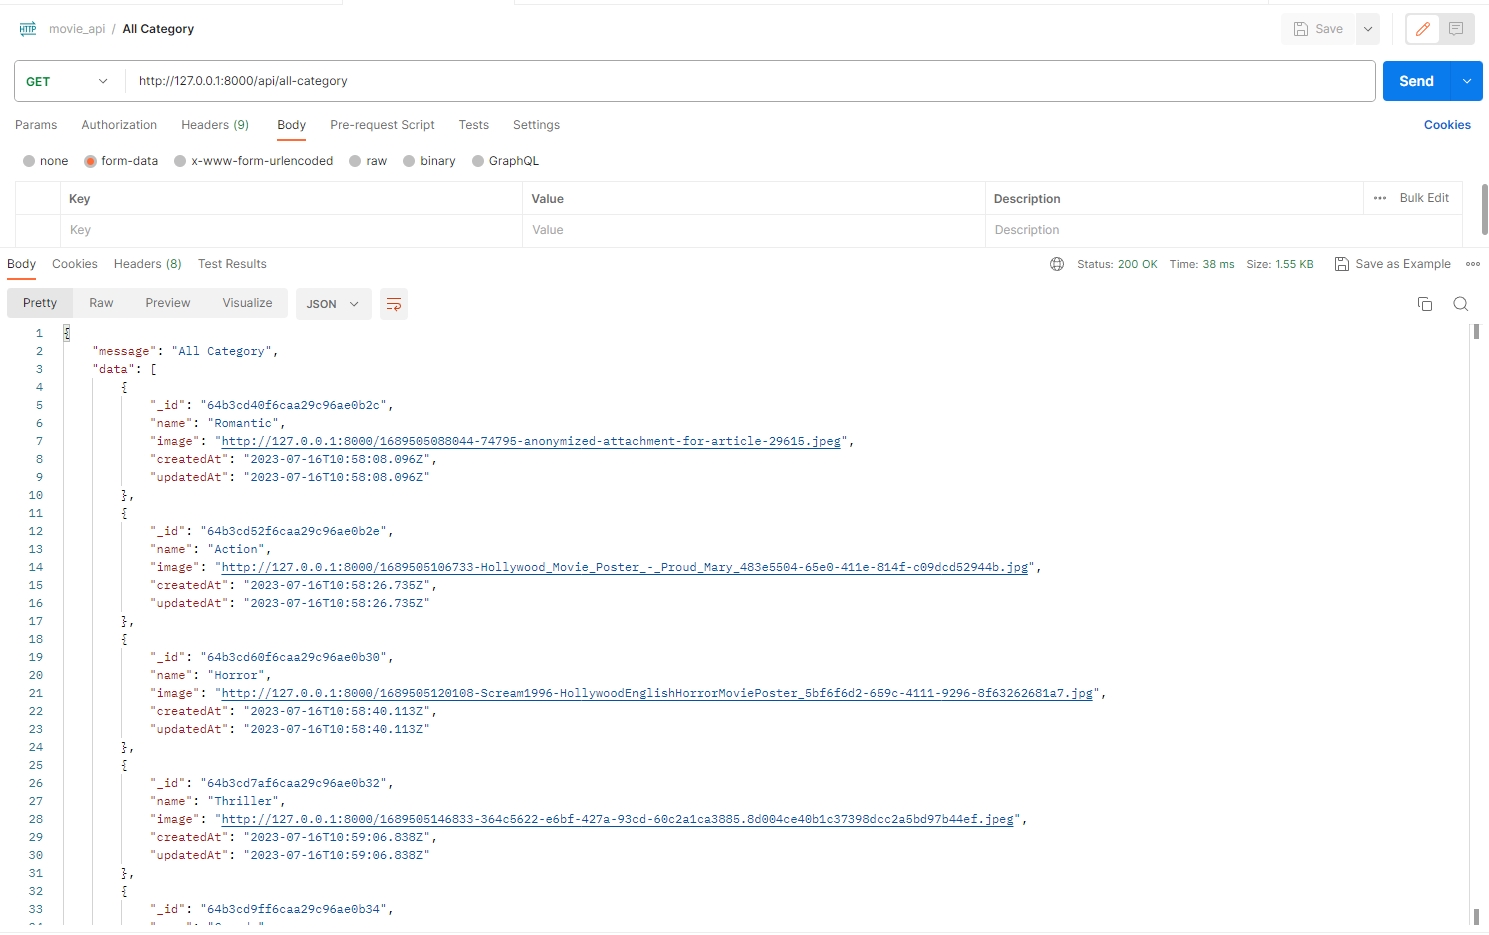 HTTP movie_api / All Category Save
GET http://127.0.0.1:8000/api/all-category Send
Params Authorization Headers (9) Body Pre-request Script Tests Settings Cookies
none form-data x-www-form-urlencoded raw binary GraphQL
Key Value Description ••• Bulk Edit
Key Value Description
Body Cookies Headers (8) Test Results Status: 200 OK Time: 38 ms Size: 1.55 KB Save as Example
Pretty Raw Preview Visualize JSON
1 {
2 "message": "All Category",
3 "data": [
4 {
5 "_id": "64b3cd40f6caa29c96ae0b2c",
6 "name": "Romantic",
7 "image": "http://127.0.0.1:8000/1689505088044-74795-anonymized-attachment-for-article-29615.jpeg",
8 "createdAt": "2023-07-16T10:58:08.096Z",
9 "updatedAt": "2023-07-16T10:58:08.096Z"
10 },
11 {
12 "_id": "64b3cd52f6caa29c96ae0b2e",
13 "name": "Action",
14 "image": "http://127.0.0.1:8000/1689505106733-Hollywood_Movie_Poster_-_Proud_Mary_483e5504-65e0-411e-814f-c09dcd52944b.jpg",
15 "createdAt": "2023-07-16T10:58:26.735Z",
16 "updatedAt": "2023-07-16T10:58:26.735Z"
17 },
18 {
19 "_id": "64b3cd60f6caa29c96ae0b30",
20 "name": "Horror",
21 "image": "http://127.0.0.1:8000/1689505120108-Scream1996-HollywoodEnglishHorrorMoviePoster_5bf6f6d2-659c-4111-9296-8f63262681a7.jpg",
22 "createdAt": "2023-07-16T10:58:40.113Z",
23 "updatedAt": "2023-07-16T10:58:40.113Z"
24 },
25 {
26 "_id": "64b3cd7af6caa29c96ae0b32",
27 "name": "Thriller",
28 "image": "http://127.0.0.1:8000/1689505146833-364c5622-e6bf-427a-93cd-60c2a1ca3885.8d004ce40b1c37398dcc2a5bd97b44ef.jpeg",
29 "createdAt": "2023-07-16T10:59:06.838Z",
30 "updatedAt": "2023-07-16T10:59:06.838Z"
31 },
32 {
33 "_id": "64b3cd9ff6caa29c96ae0b34",